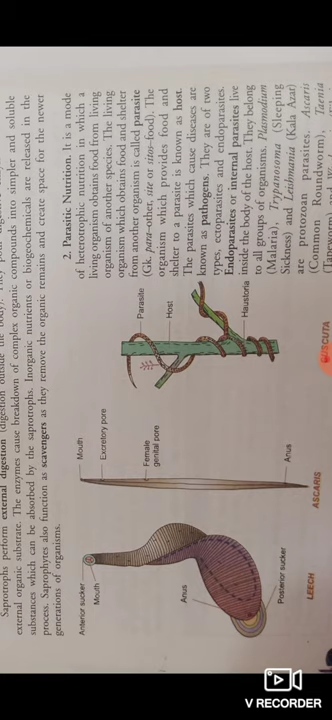 Saprotrophs perform external digestion (digestion outside the body). They pour
external organic substrate. The enzymes cause breakdown of complex organic compounds into simple and soluble
substances which can be absorbed by the saprotrophs. Inorganic nutrients or biogeochemicals are released in the
process. Saprophytes also function as scavengers as they remove the organic remains and create space for the newer
generations of organisms.
2. Parasitic Nutrition. It is a mode
of heterotrophic nutrition in which a
living organism obtains food from living
organism of another species. The living
organism which obtains food and shelter
from another organism is called parasite
(Gk. para–other, site or sitos–food). The
organism which provides food and
shelter to a parasite is known as host.
The parasites which cause diseases are
known as pathogens. They are of two
types, ectoparasites and endoparasites.
Endoparasites or internal parasites live
inside the body of the host. They belong
to all groups of organisms. Plasmodium
(Malaria), Trypanosoma (Sleeping
Sickness) and Leishmania (Kala Azar)
are protozoan parasites. Ascaris
(Common Roundworm), Taenia
Anterior sucker
Mouth
Anus
Posterior sucker
LEECH
Mouth
Excretory pore
Female
genital pore
Anus
ASCARIS
Parasite
Host
Haustoria
CUSCUTA
V RECORDER